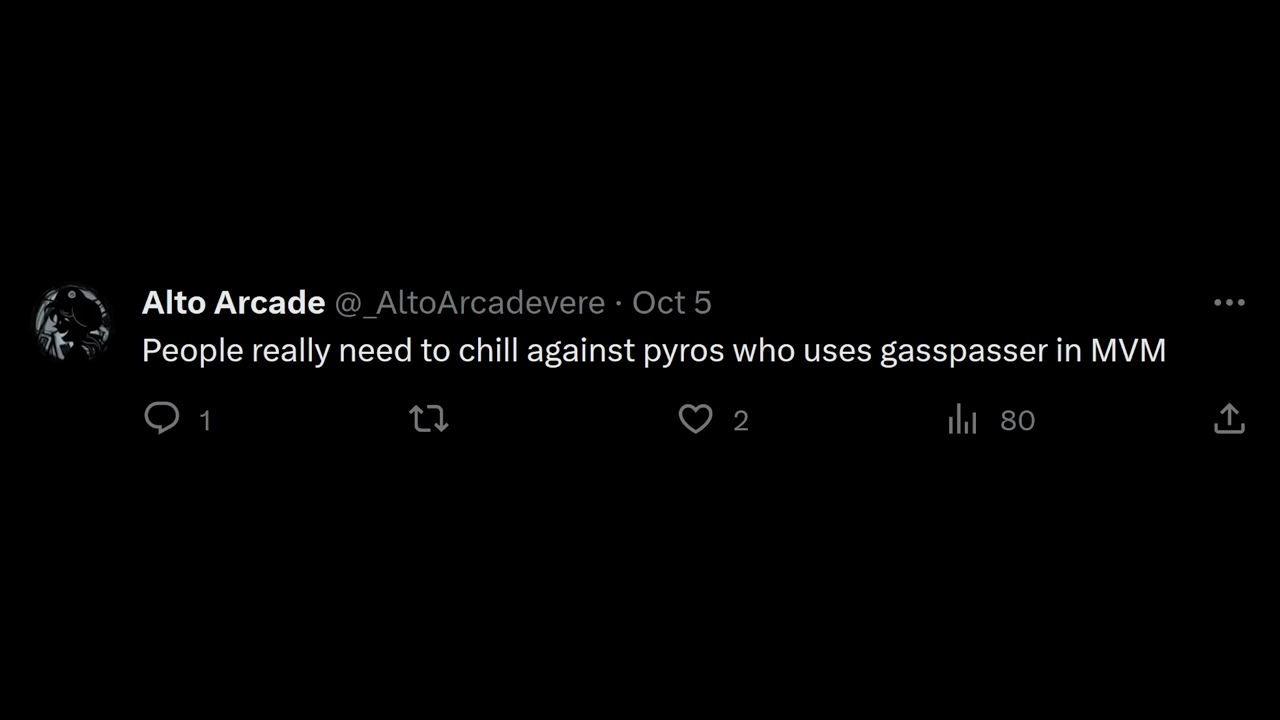 Alto Arcade @_AltoArcadevere · Oct 5
People really need to chill against pyros who uses gasspasser in MVM
1 2 80